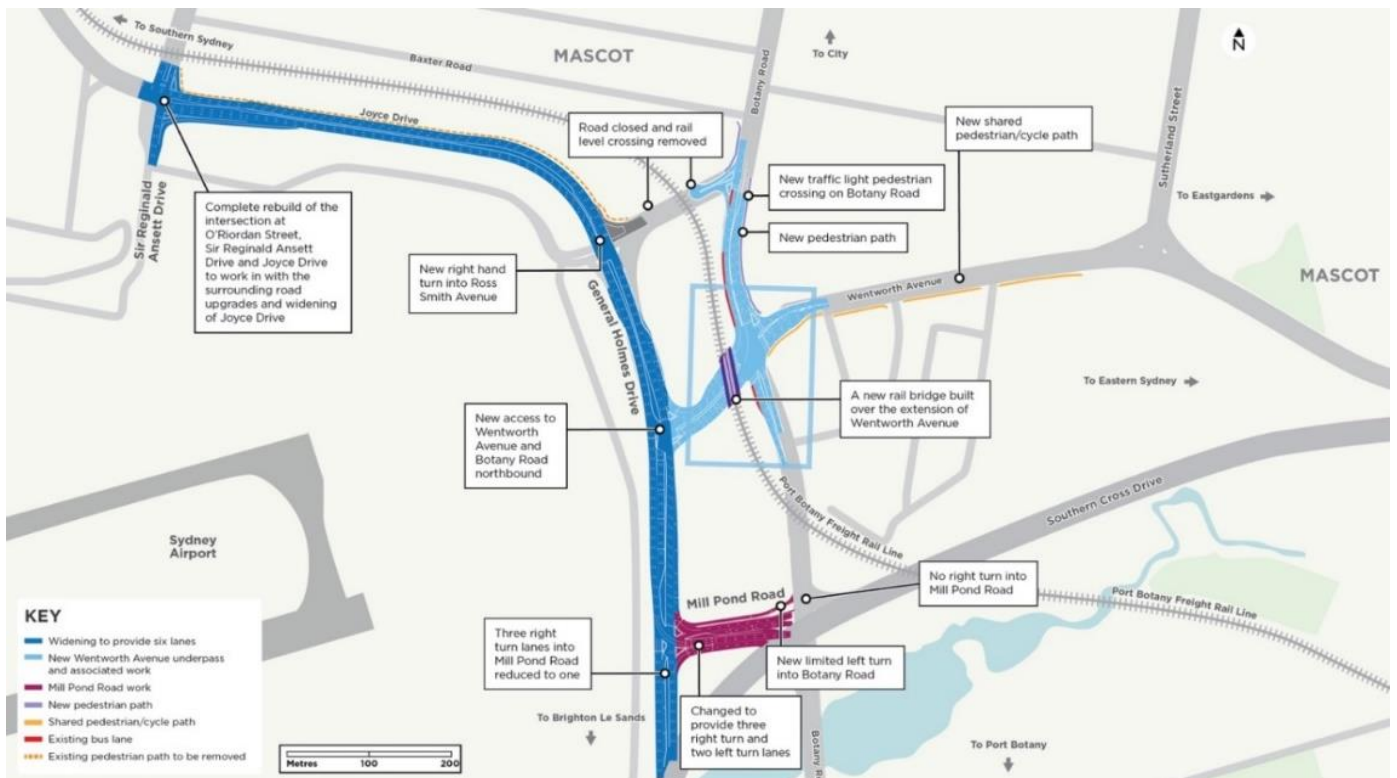 To Southern Sydney
Baxter Road
MASCOT
Botany Road
To City
N
Joyce Drive
Road closed and rail
level crossing removed
New shared
pedestrian/cycle path
Sutherland Street
New traffic light pedestrian
crossing on Botany Road
To Eastgardens
Sir Reginald
Ansett Drive
Complete rebuild of the
intersection at
O'Riordan Street,
Sir Reginald Ansett
Drive and Joyce Drive
to work in with the
surrounding road
upgrades and widening
of Joyce Drive
New pedestrian path
New right hand
turn into Ross
Smith Avenue
General Holmes Drive
Wentworth Avenue
MASCOT
To Eastern Sydney
A new rail bridge built
over the extension of
Wentworth Avenue
New access to
Wentworth
Avenue and
Botany Road
northbound
Port Botany Freight Rail Line
Southern Cross Drive
Sydney
Airport
No right turn into
Mill Pond Road
Port Botany Freight Rail Line
Mill Pond Road
Three right
turn lanes into
Mill Pond Road
reduced to one
New limited left turn
into Botany Road
Changed to
provide three
right turn and
two left turn lanes
To Brighton Le Sands
Botany R
To Port Botany
KEY
Widening to provide six lanes
New Wentworth Avenue underpass
and associated work
Mill Pond Road work
New pedestrian path
Shared pedestrian/cycle path
Existing bus lane
Existing pedestrian path to be removed
Metres 100 200